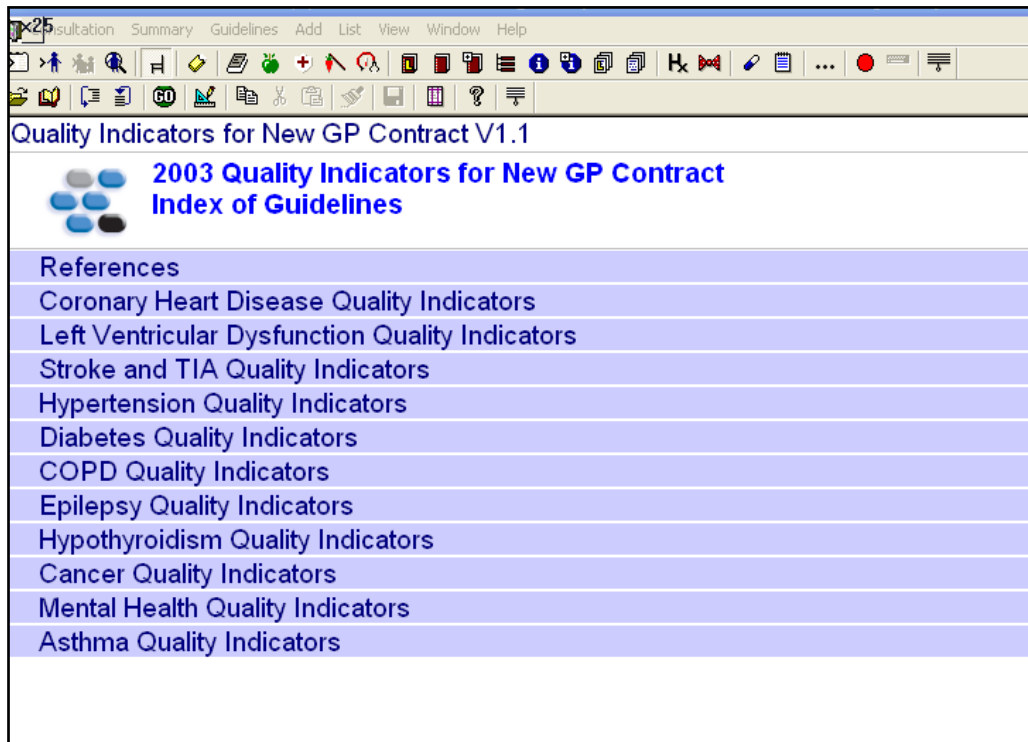 ×25
Consultation Summary Guidelines Add List View Window Help
GO
Quality Indicators for New GP Contract V1.1
2003 Quality Indicators for New GP Contract
Index of Guidelines
References
Coronary Heart Disease Quality Indicators
Left Ventricular Dysfunction Quality Indicators
Stroke and TIA Quality Indicators
Hypertension Quality Indicators
Diabetes Quality Indicators
COPD Quality Indicators
Epilepsy Quality Indicators
Hypothyroidism Quality Indicators
Cancer Quality Indicators
Mental Health Quality Indicators
Asthma Quality Indicators